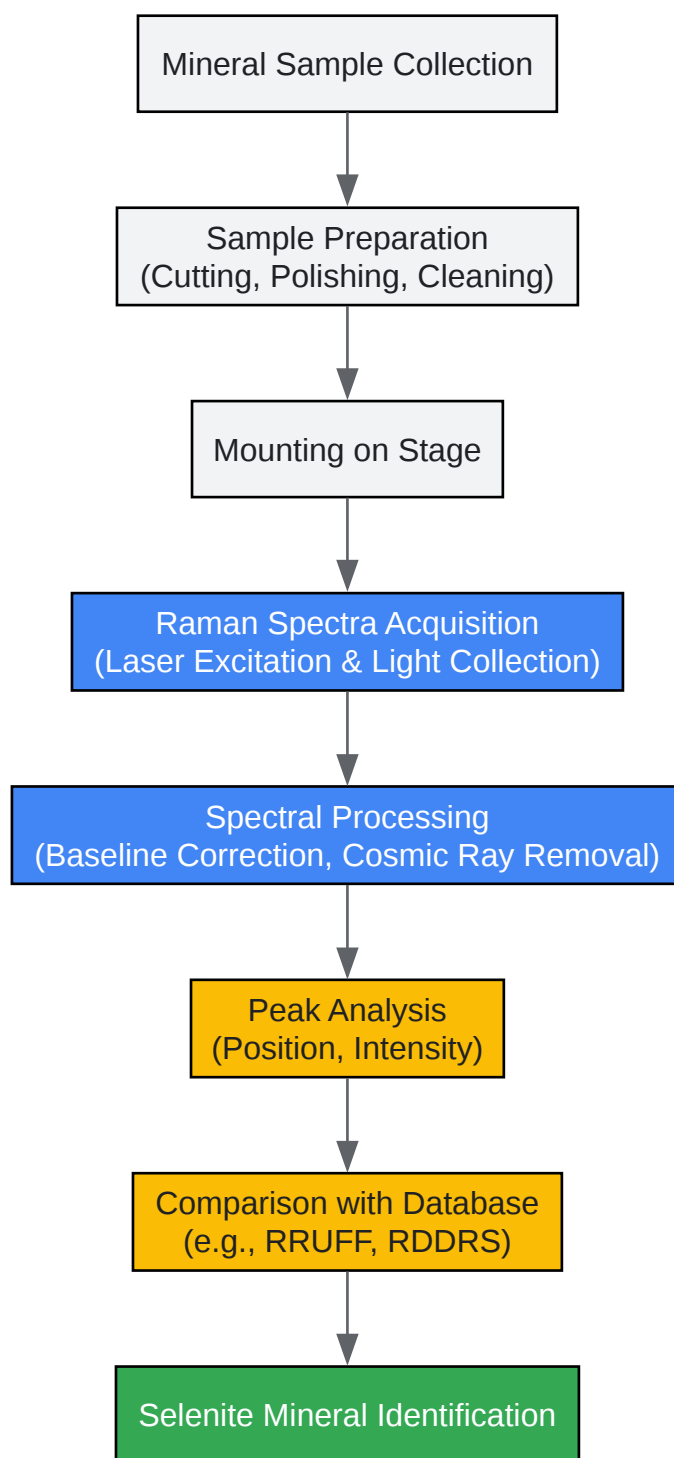 Mineral Sample Collection
Sample Preparation
(Cutting, Polishing, Cleaning)
Mounting on Stage
Raman Spectra Acquisition
(Laser Excitation & Light Collection)
Spectral Processing
(Baseline Correction, Cosmic Ray Removal)
Peak Analysis
(Position, Intensity)
Comparison with Database
(e.g., RRUFF, RDDRS)
Selenite Mineral Identification